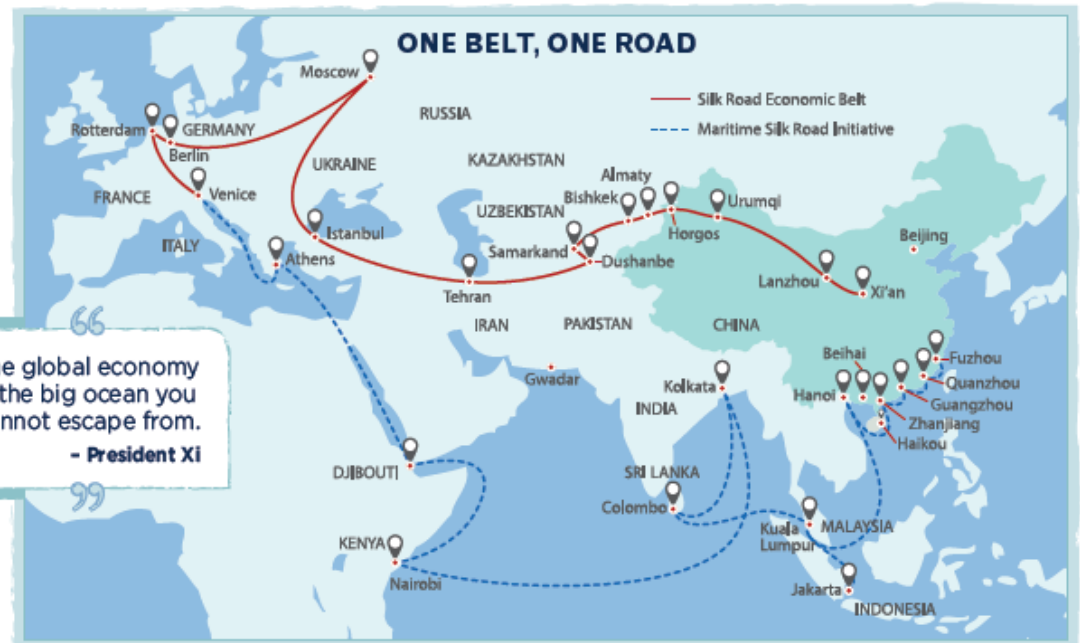 ONE BELT, ONE ROAD
Silk Road Economic Belt
Maritime Silk Road Initiative
Moscow
RUSSIA
Rotterdam
GERMANY
Berlin
UKRAINE
KAZAKHSTAN
Almaty
FRANCE
Venice
Bishkek
Urumqi
UZBEKISTAN
Istanbul
Horgos
ITALY
Athens
Samarkand
Dushanbe
Beijing
Lanzhou
Xi'an
Tehran
IRAN
PAKISTAN
CHINA
Gwadar
Beihai
Fuzhou
Kolkata
Hanoi
Quanzhou
INDIA
Guangzhou
Zhanjiang
Haikou
“
global economy
the big ocean you
escape from.
– President Xi
”
DJIBOUTI
SRI LANKA
Colombo
Kuala
Lumpur
MALAYSIA
KENYA
Nairobi
Jakarta
INDONESIA